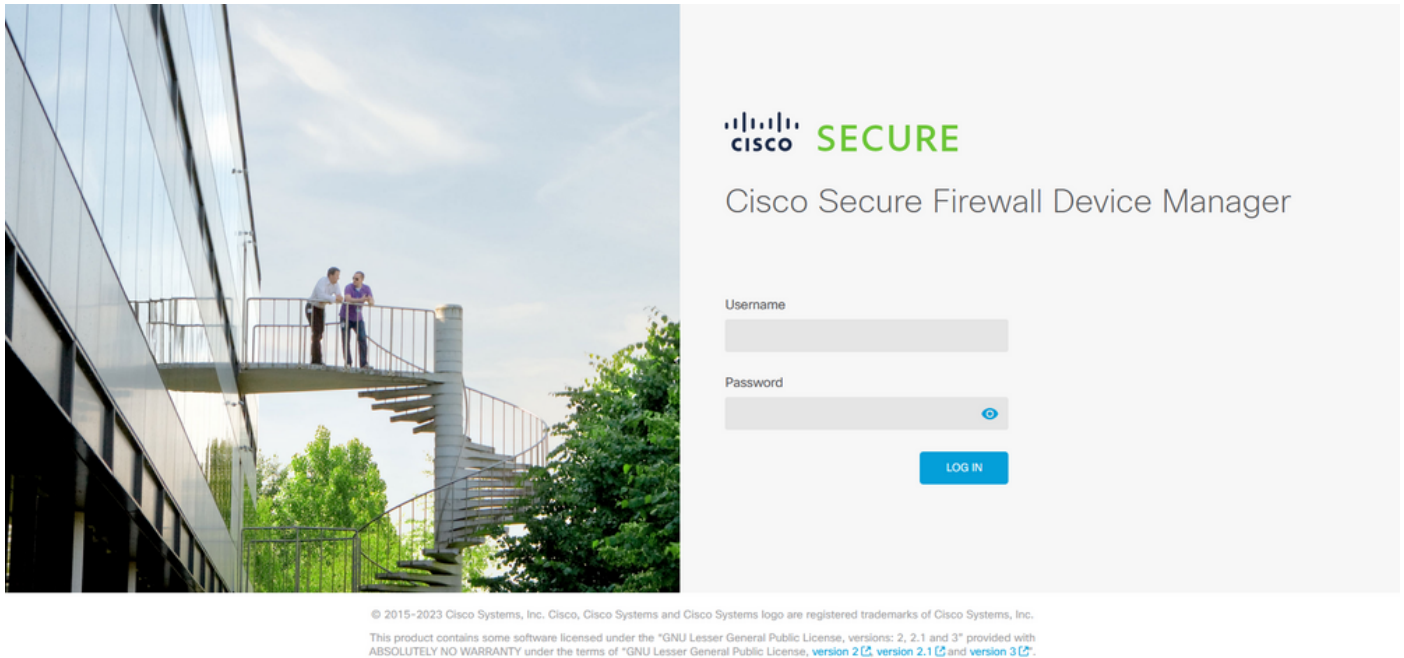 CISCO SECURE
Cisco Secure Firewall Device Manager
Username
Password
LOG IN
© 2015-2023 Cisco Systems, Inc. Cisco, Cisco Systems and Cisco Systems logo are registered trademarks of Cisco Systems, Inc.
This product contains some software licensed under the "GNU Lesser General Public License, versions: 2, 2.1 and 3" provided with
ABSOLUTELY NO WARRANTY under the terms of "GNU Lesser General Public License, version 2, version 2.1 and version 3".